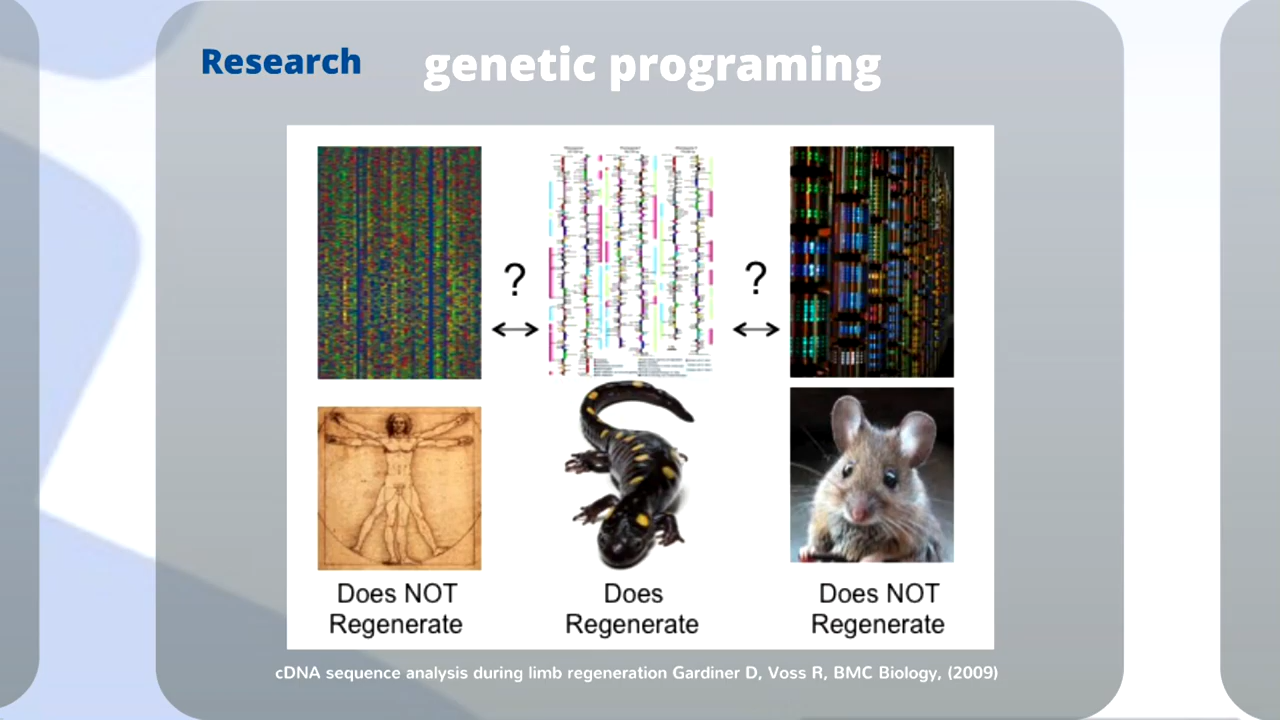 Research
genetic programing
?
?
Does NOT
Regenerate
Does
Regenerate
Does NOT
Regenerate
cDNA sequence analysis during limb regeneration Gardiner D, Voss R, BMC Biology, (2009)